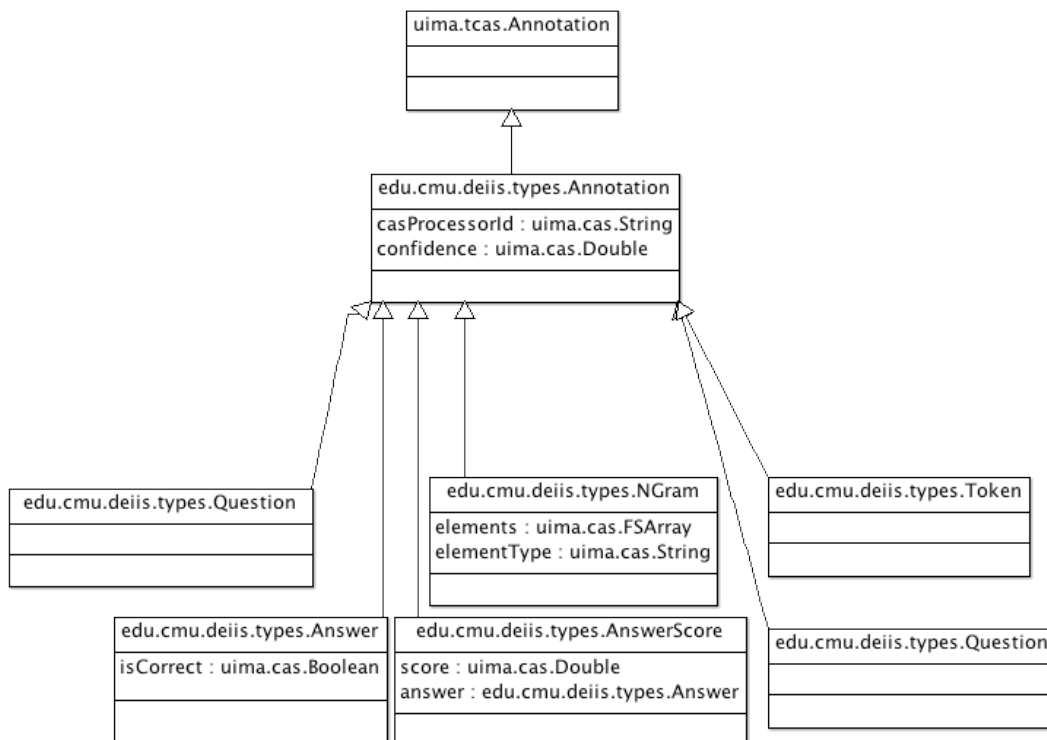 uima.tcas.Annotation
edu.cmu.deiis.types.Annotation
casProcessorId : uima.cas.String
confidence : uima.cas.Double
edu.cmu.deiis.types.Question
edu.cmu.deiis.types.NGram
elements : uima.cas.FSArray
elementType : uima.cas.String
edu.cmu.deiis.types.Token
edu.cmu.deiis.types.Answer
isCorrect : uima.cas.Boolean
edu.cmu.deiis.types.AnswerScore
score : uima.cas.Double
answer : edu.cmu.deiis.types.Answer
edu.cmu.deiis.types.Question